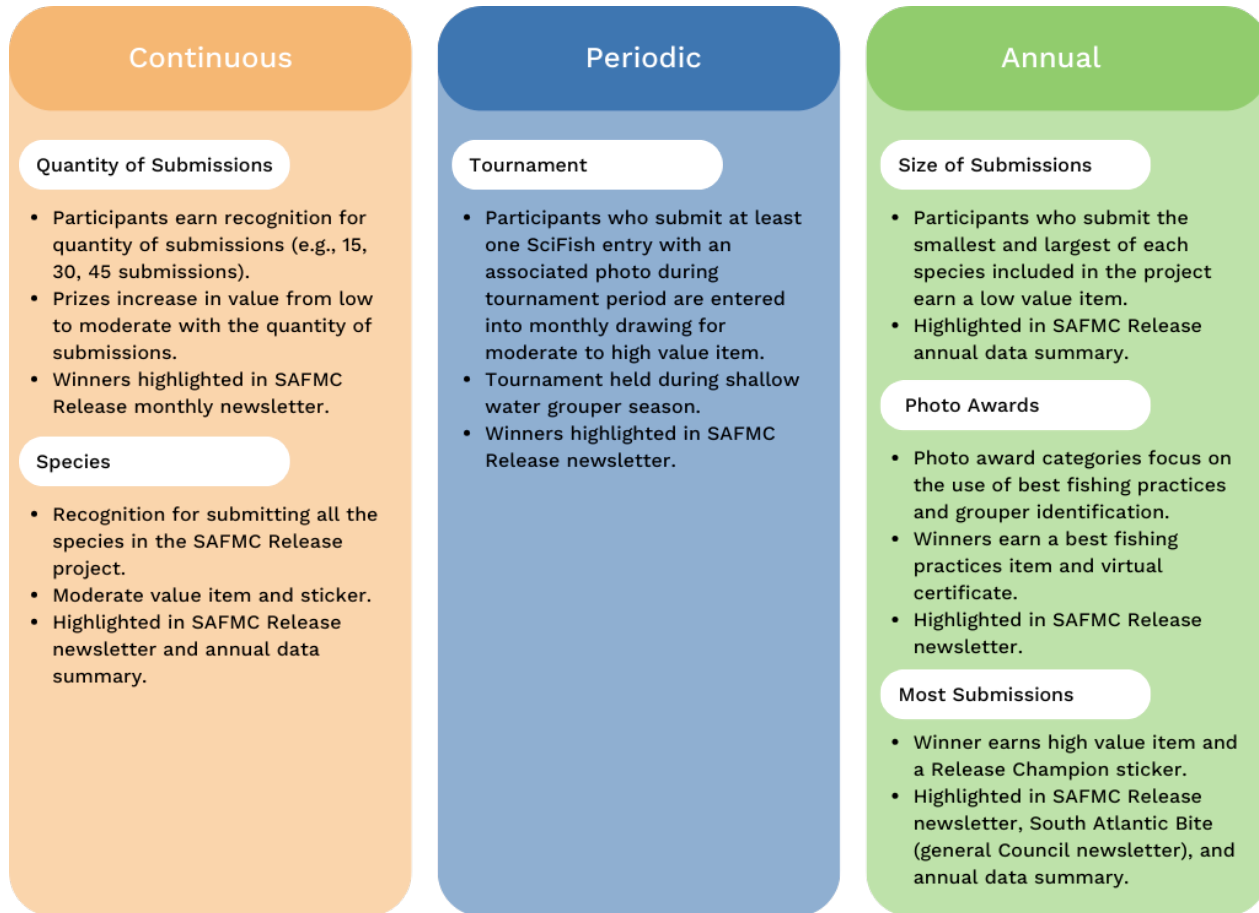 Continuous
Quantity of Submissions
• Participants earn recognition for
quantity of submissions (e.g., 15,
30, 45 submissions).
• Prizes increase in value from low
to moderate with the quantity of
submissions.
• Winners highlighted in SAFMC
Release monthly newsletter.
Species
• Recognition for submitting all the
species in the SAFMC Release
project.
• Moderate value item and sticker.
• Highlighted in SAFMC Release
newsletter and annual data
summary.
Periodic
Tournament
• Participants who submit at least
one SciFish entry with an
associated photo during
tournament period are entered
into monthly drawing for
moderate to high value item.
• Tournament held during shallow
water grouper season.
• Winners highlighted in SAFMC
Release newsletter.
Annual
Size of Submissions
• Participants who submit the
smallest and largest of each
species included in the project
earn a low value item.
• Highlighted in SAFMC Release
annual data summary.
Photo Awards
• Photo award categories focus on
the use of best fishing practices
and grouper identification.
• Winners earn a best fishing
practices item and virtual
certificate.
• Highlighted in SAFMC Release
newsletter.
Most Submissions
• Winner earns high value item and
a Release Champion sticker.
• Highlighted in SAFMC Release
newsletter, South Atlantic Bite
(general Council newsletter), and
annual data summary.